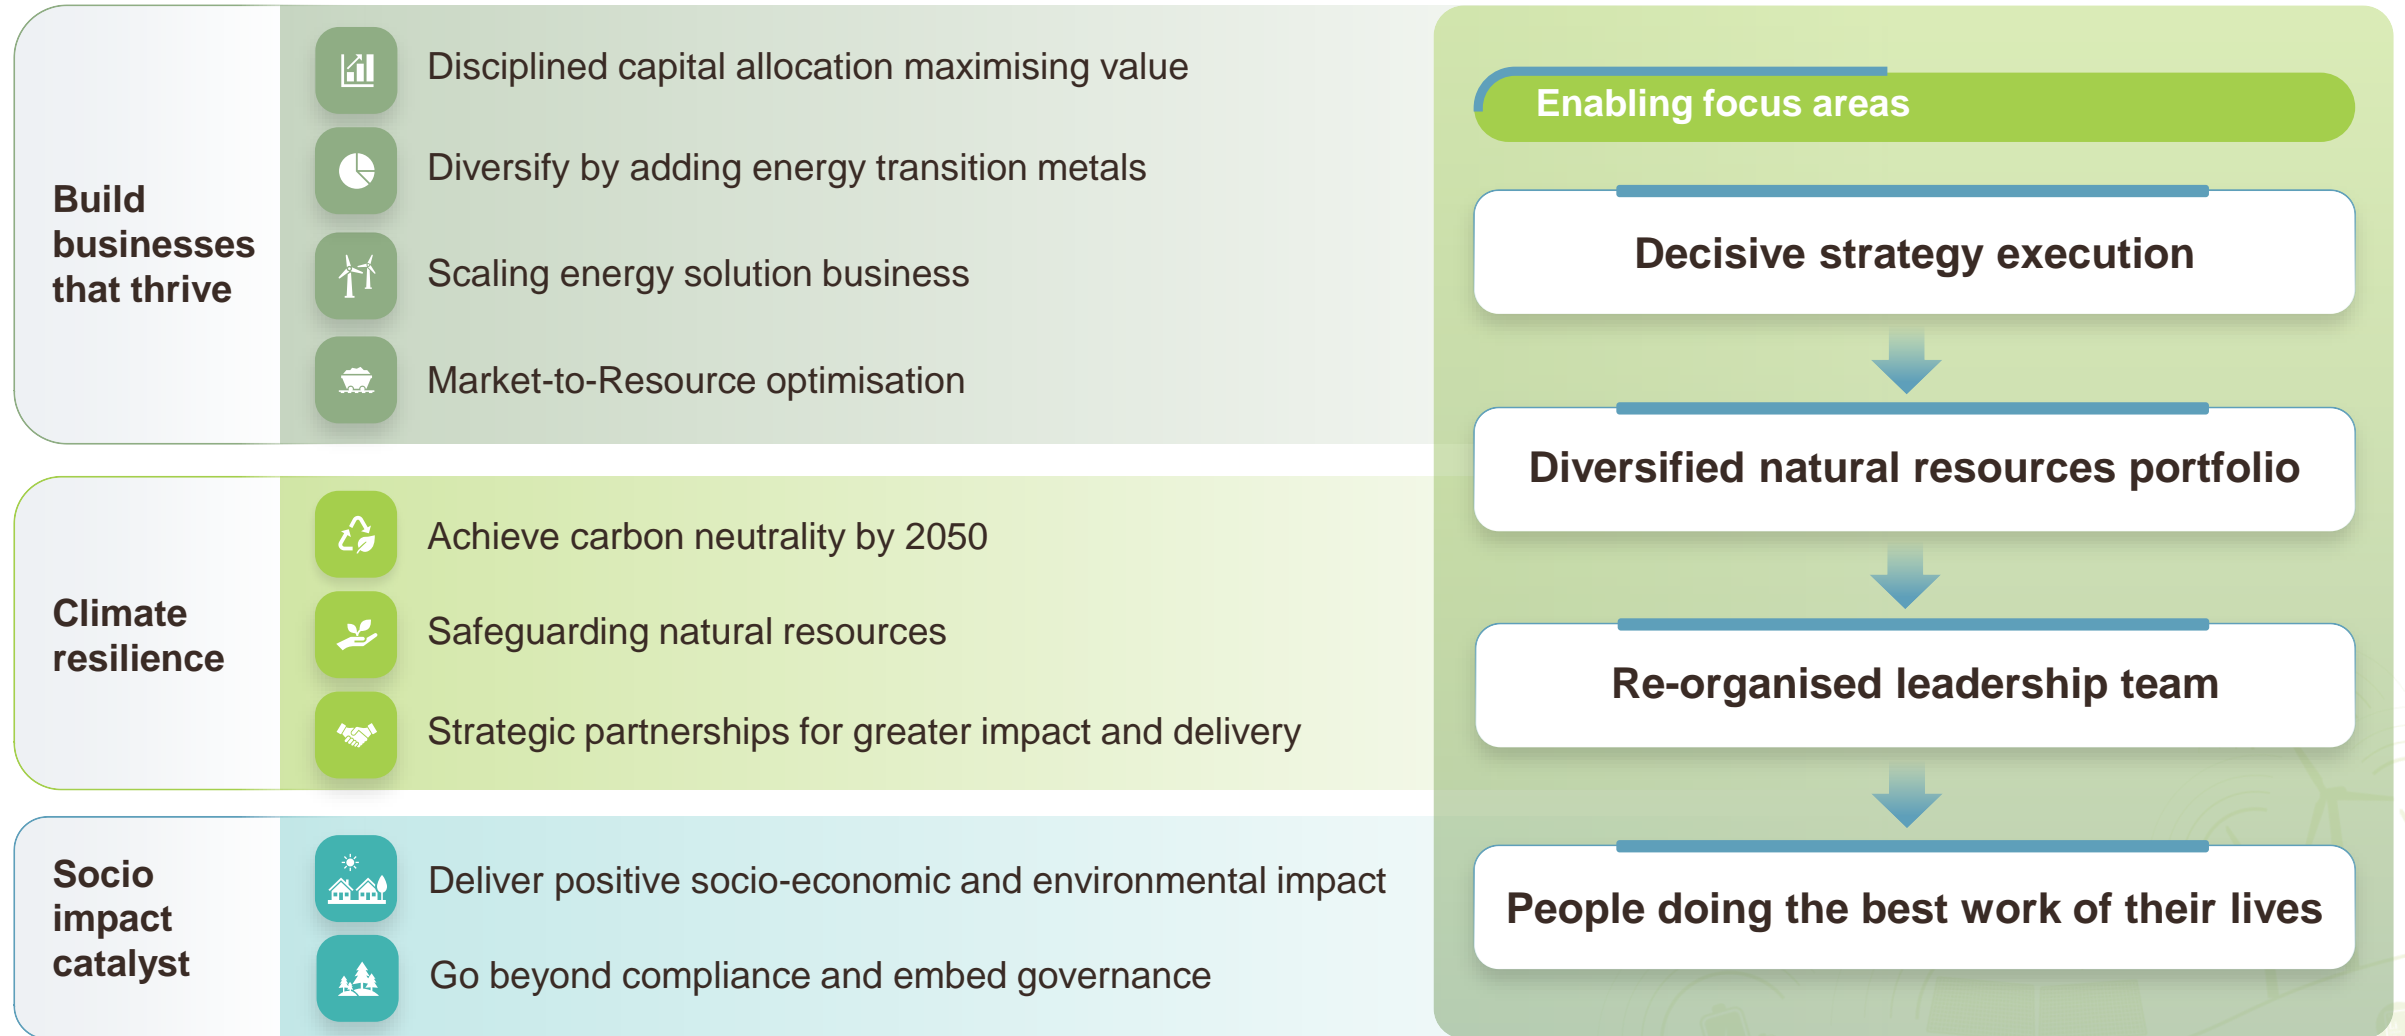 Build
businesses
that thrive
Disciplined capital allocation maximising value
Diversify by adding energy transition metals
Scaling energy solution business
Market-to-Resource optimisation
Climate
resilience
Achieve carbon neutrality by 2050
Safeguarding natural resources
Strategic partnerships for greater impact and delivery
Socio
impact
catalyst
Deliver positive socio-economic and environmental impact
Go beyond compliance and embed governance
Enabling focus areas
Decisive strategy execution
Diversified natural resources portfolio
Re-organised leadership team
People doing the best work of their lives